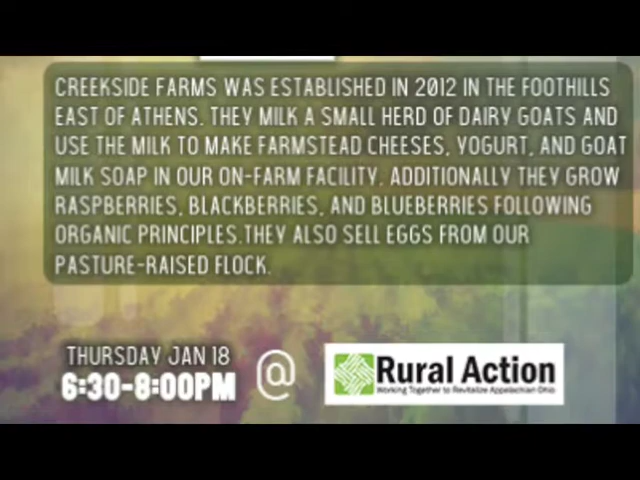 CREEKSIDE FARMS WAS ESTABLISHED IN 2012 IN THE FOOTHILLS
EAST OF ATHENS. THEY MILK A SMALL HERD OF DAIRY GOATS AND
USE THE MILK TO MAKE FARMSTEAD CHEESES, YOGURT, AND GOAT
MILK SOAP IN OUR ON-FARM FACILITY. ADDITIONALLY THEY GROW
RASPBERRIES, BLACKBERRIES, AND BLUEBERRIES FOLLOWING
ORGANIC PRINCIPLES.THEY ALSO SELL EGGS FROM OUR
PASTURE-RAISED FLOCK.
THURSDAY JAN 18
6:30-8:00PM
@
Rural Action
Working Together to Revitalize Appalachian Ohio